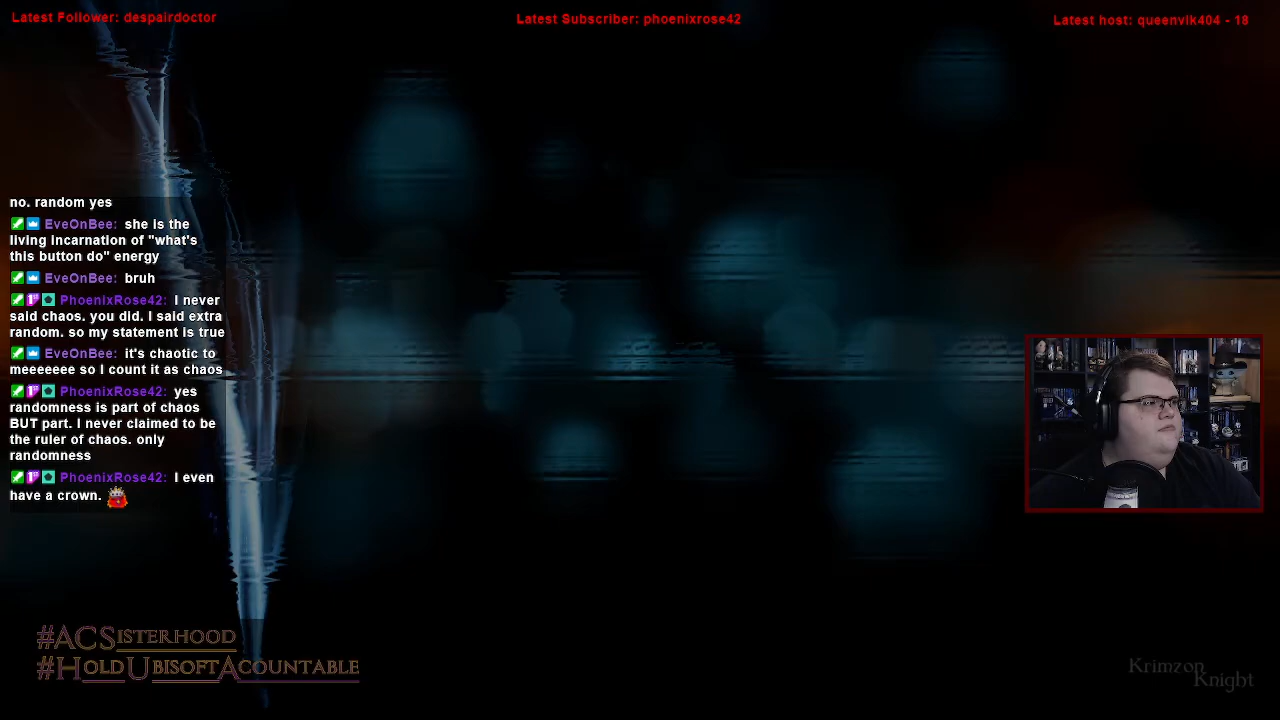 Latest Follower: despairdoctor
Latest Subscriber: phoenixrose42
Latest host: queenvik404 - 18
no. random yes
EveOnBee: she is the
living incarnation of "what's
this button do" energy
EveOnBee: bruh
PhoenixRose42: I never
said chaos. you did. I said extra
random. so my statement is true
EveOnBee: it's chaotic to
meeeeeee so I count it as chaos
PhoenixRose42: yes
randomness is part of chaos
BUT part. I never claimed to be
the ruler of chaos. only
randomness
PhoenixRose42: I even
have a crown.
#ACSisterhood
#HoldUbisoftAcountable
Krimzon
Knight